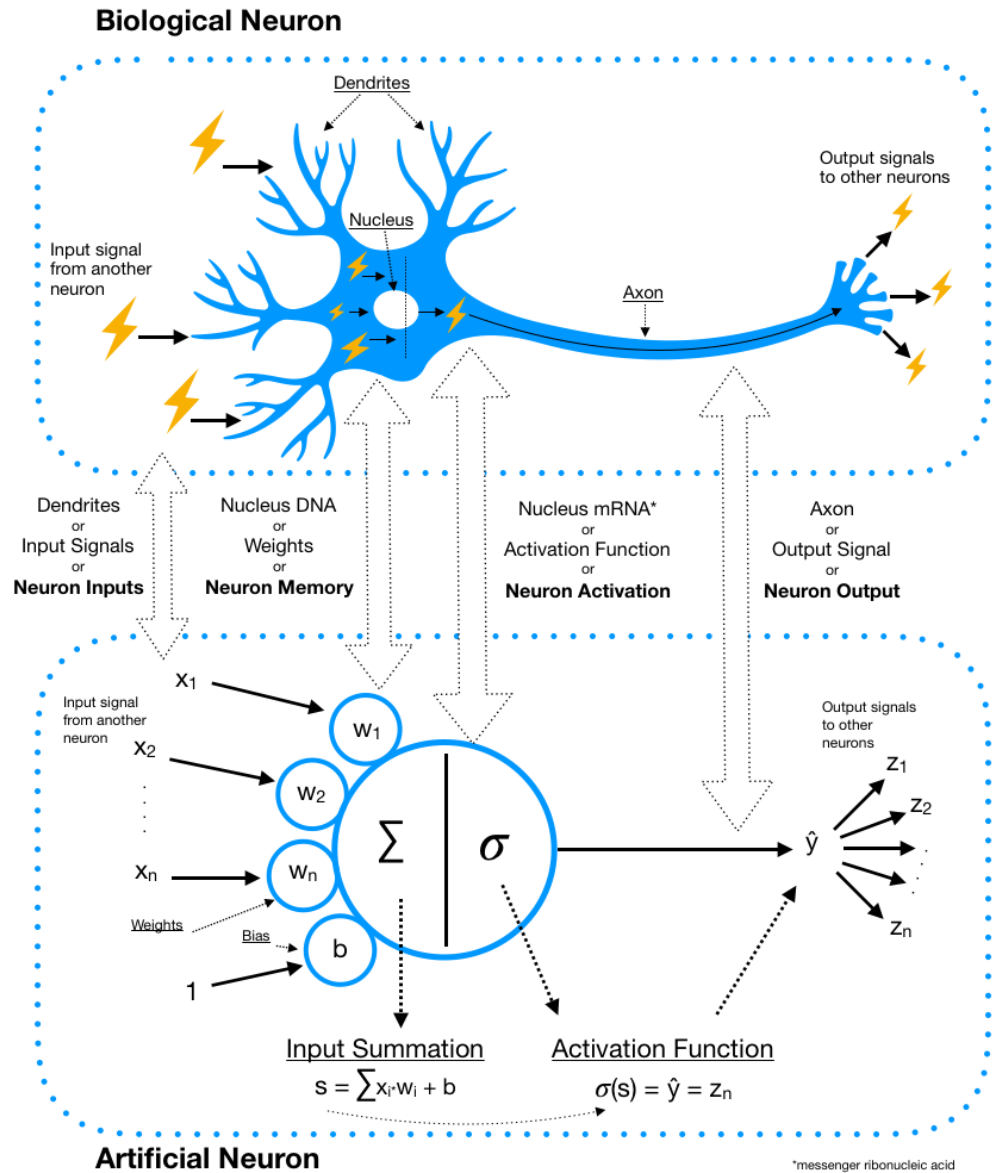 Biological Neuron
Dendrites
Output signals
to other neurons
Nucleus
Input signal
from another
neuron
Axon
Dendrites
or
Input Signals
or
Neuron Inputs
Nucleus DNA
or
Weights
or
Neuron Memory
Nucleus mRNA*
or
Activation Function
or
Neuron Activation
Axon
or
Output Signal
or
Neuron Output
Input signal
from another
neuron
x1
x2
.
.
.
.
xn
1
Weights
Bias
w1
w2
wn
b
∑
σ
ŷ
Output signals
to other
neurons
z1
z2
.
.
.
zn
Input Summation
s = ∑xi*wi + b
Activation Function
σ(s) = ŷ = zn
Artificial Neuron
*messenger ribonucleic acid